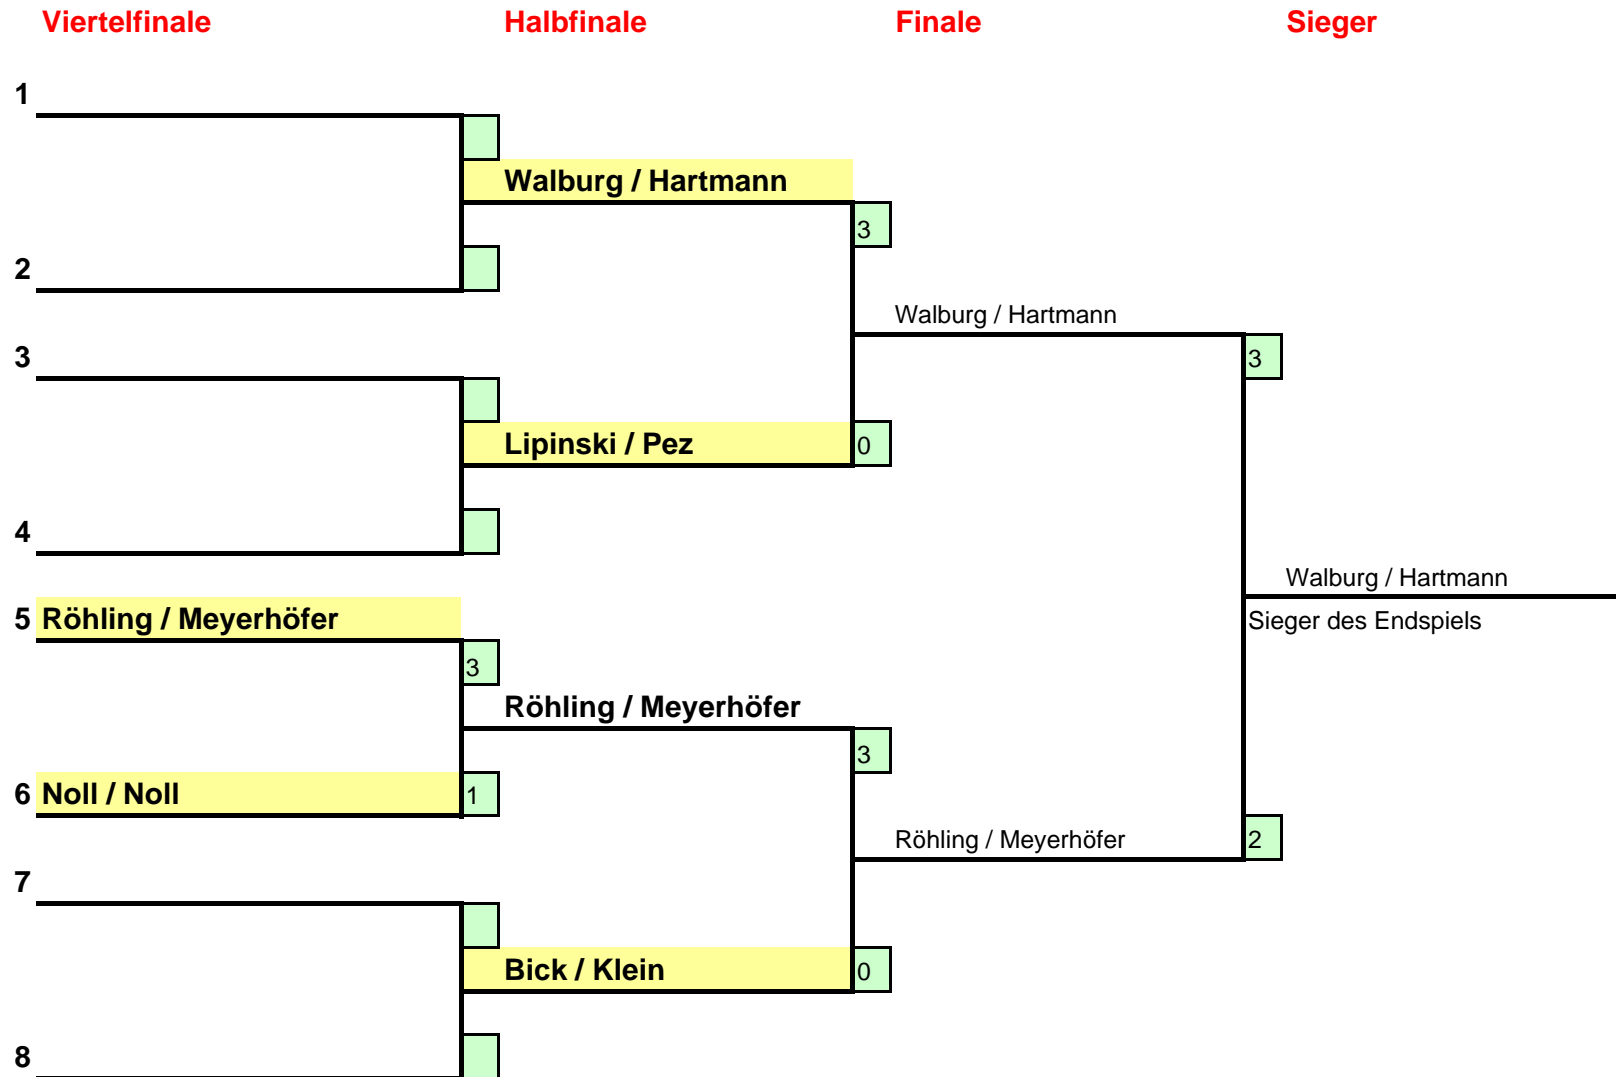 Viertelfinale Halbfinale Finale Sieger
1
Walburg / Hartmann
3
2
Walburg / Hartmann
3
3
Lipinski / Pez
0
4
Walburg / Hartmann
5 Röhling / Meyerhöfer
Sieger des Endspiels
3
Röhling / Meyerhöfer
3
6 Noll / Noll 1
Röhling / Meyerhöfer 2
7
Bick / Klein 0
8